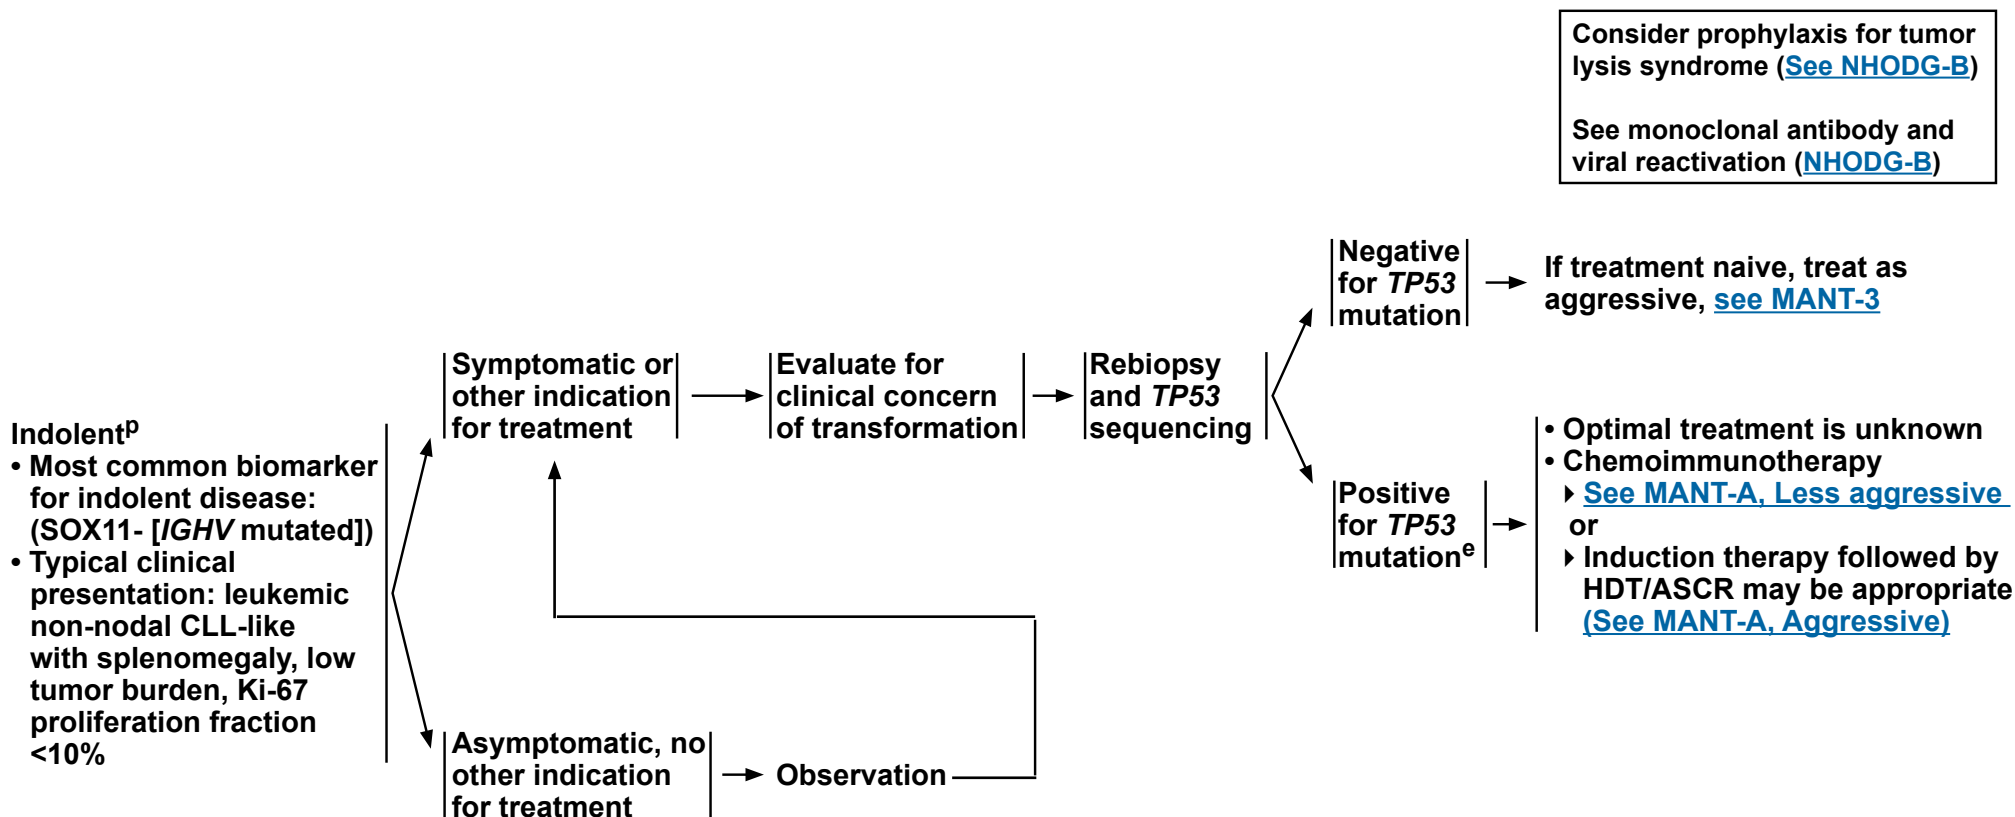 Consider prophylaxis for tumor
lysis syndrome (See NHODG-B)
See monoclonal antibody and
viral reactivation (NHODG-B)
Indolentᵖ
• Most common biomarker
for indolent disease:
(SOX11- [IGHV mutated])
• Typical clinical
presentation: leukemic
non-nodal CLL-like
with splenomegaly, low
tumor burden, Ki-67
proliferation fraction
<10%
Symptomatic or
other indication
for treatment
Evaluate for
clinical concern
of transformation
Rebiopsy
and TP53
sequencing
Negative
for TP53
mutation
If treatment naive, treat as
aggressive, see MANT-3
Positive
for TP53
mutationᵉ
• Optimal treatment is unknown
• Chemoimmunotherapy
▸ See MANT-A, Less aggressive
or
▸ Induction therapy followed by
HDT/ASCR may be appropriate
(See MANT-A, Aggressive)
Asymptomatic, no
other indication
for treatment
Observation